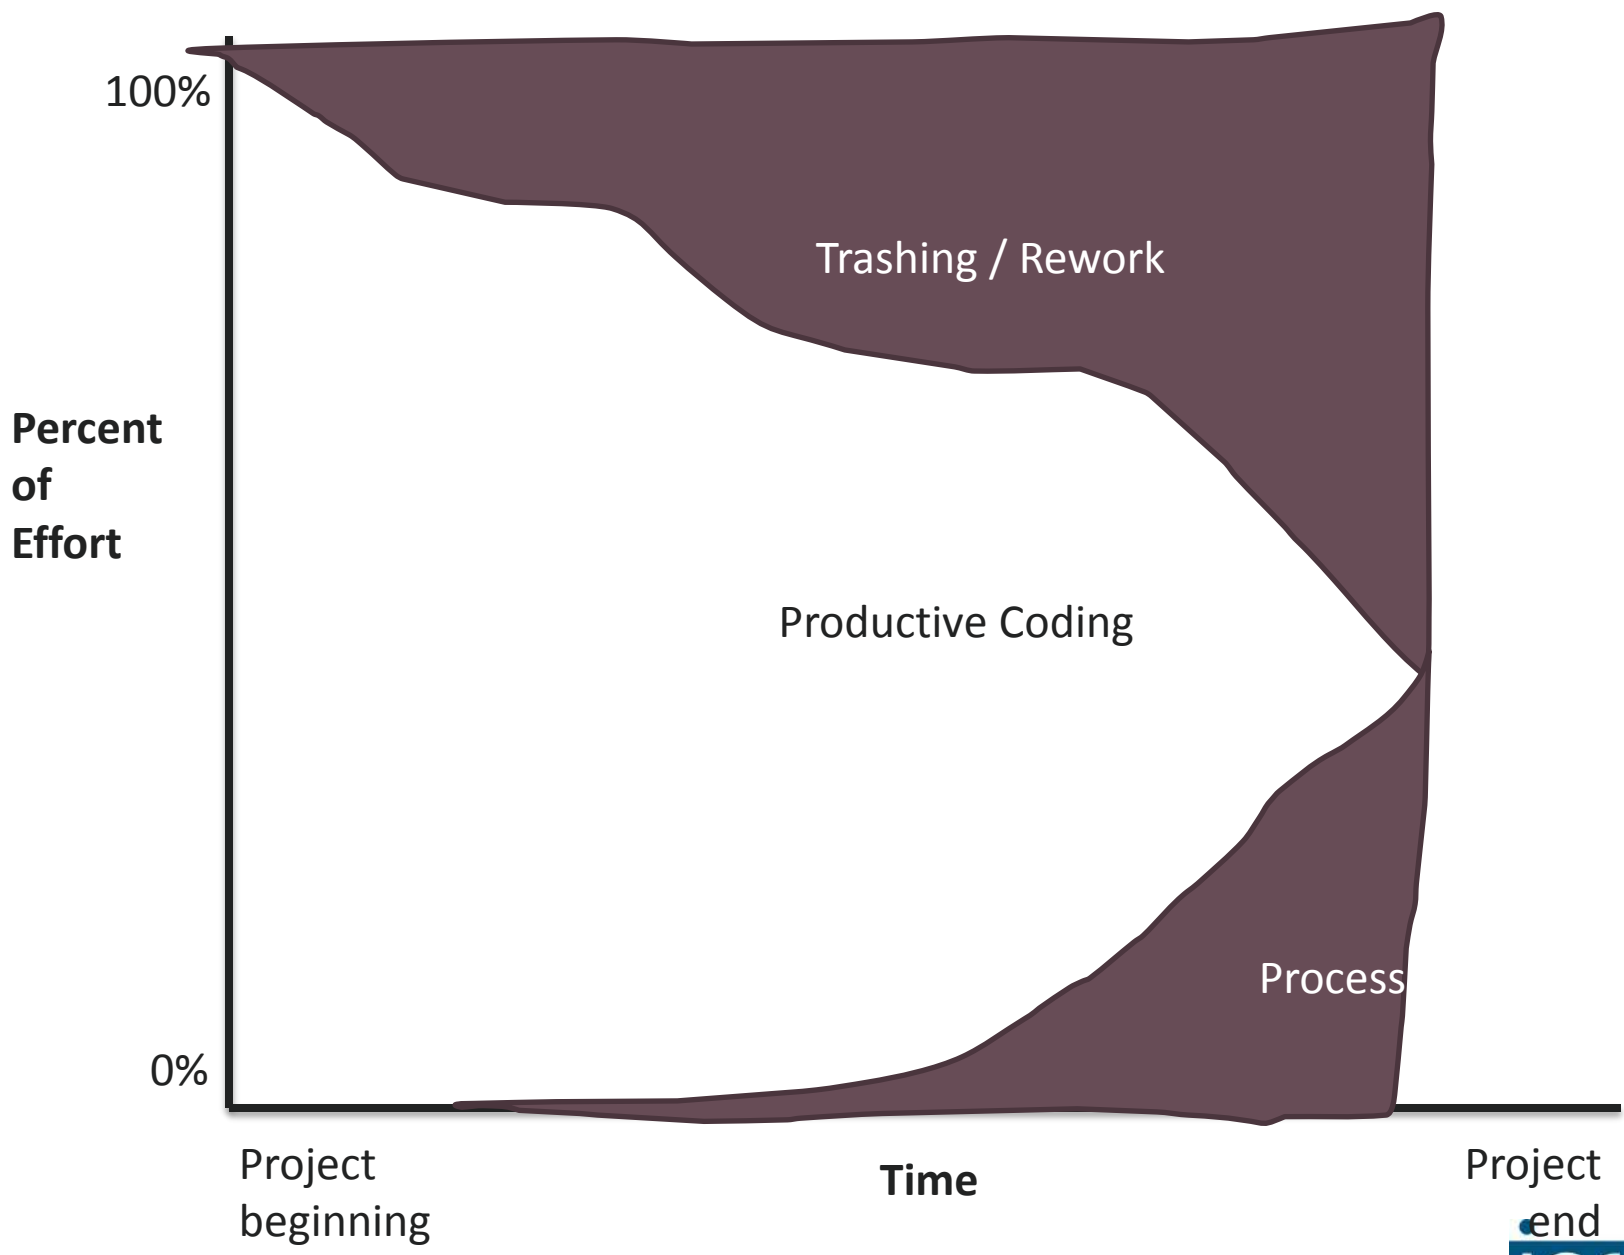 100%
Trashing / Rework
Percent
of
Effort
Productive Coding
Process
0%
Project
beginning
Time
Project
end